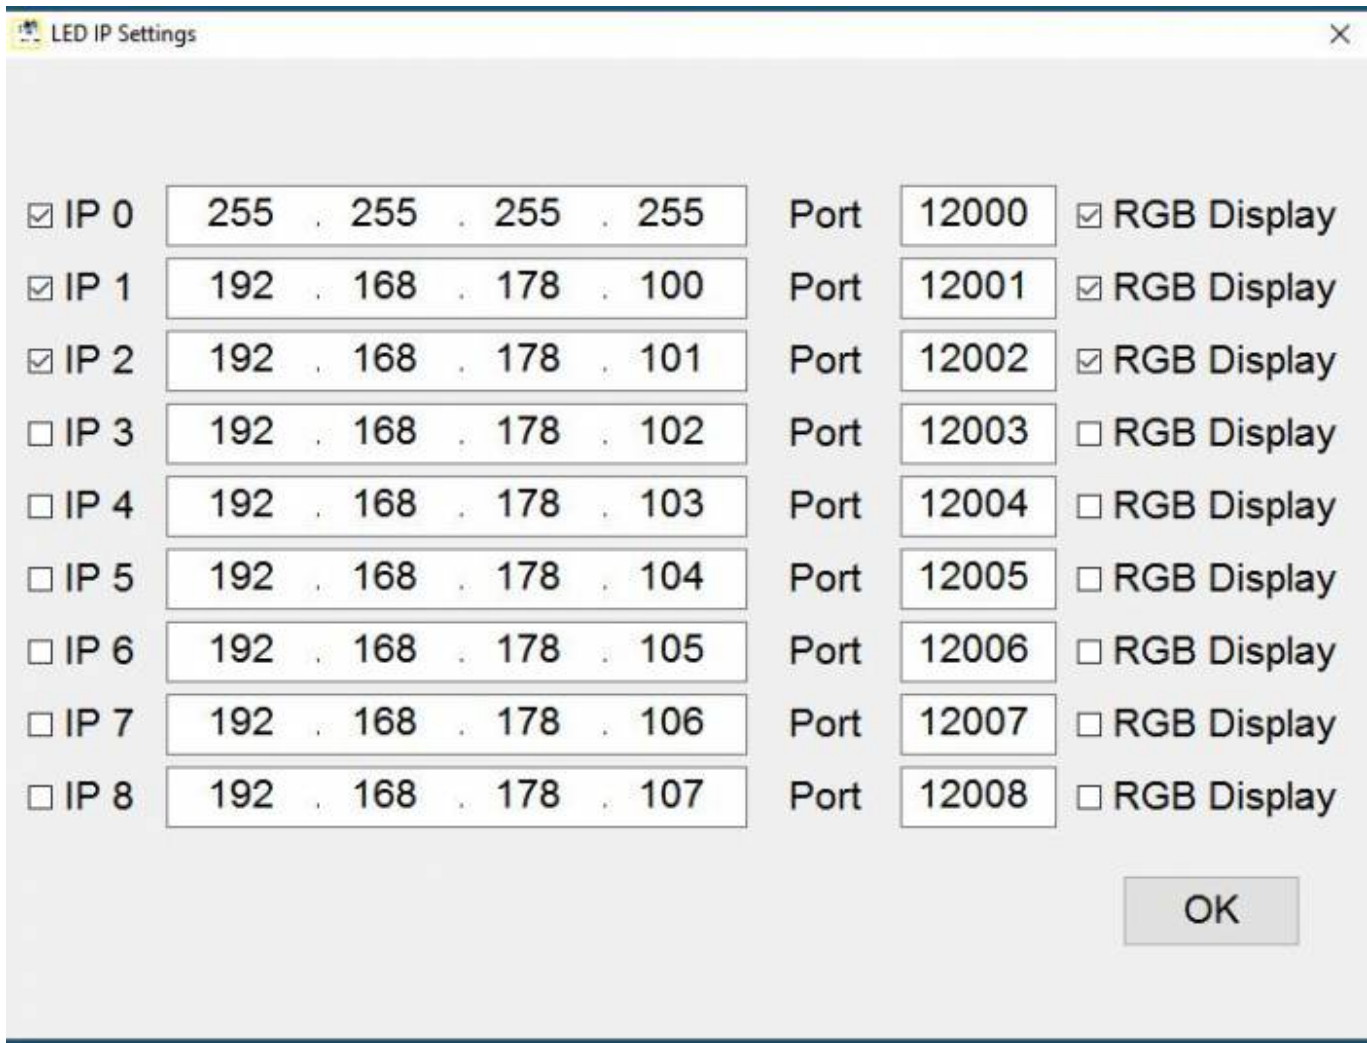 LED IP Settings
IP 0 255 . 255 . 255 . 255 Port 12000 RGB Display
IP 1 192 . 168 . 178 . 100 Port 12001 RGB Display
IP 2 192 . 168 . 178 . 101 Port 12002 RGB Display
IP 3 192 . 168 . 178 . 102 Port 12003 RGB Display
IP 4 192 . 168 . 178 . 103 Port 12004 RGB Display
IP 5 192 . 168 . 178 . 104 Port 12005 RGB Display
IP 6 192 . 168 . 178 . 105 Port 12006 RGB Display
IP 7 192 . 168 . 178 . 106 Port 12007 RGB Display
IP 8 192 . 168 . 178 . 107 Port 12008 RGB Display
OK